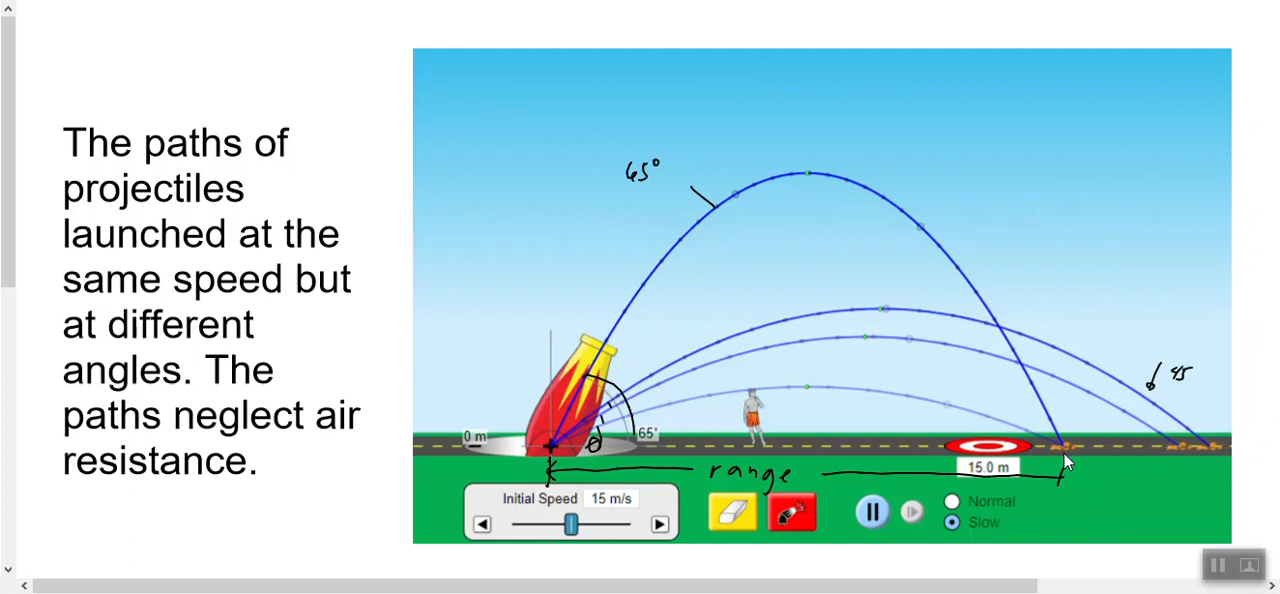 The paths of
projectiles
launched at the
same speed but
at different
angles. The
paths neglect air
resistance.
65°
45
0 m
θ
65°
range
15.0 m
Initial Speed 15 m/s
Normal
Slow